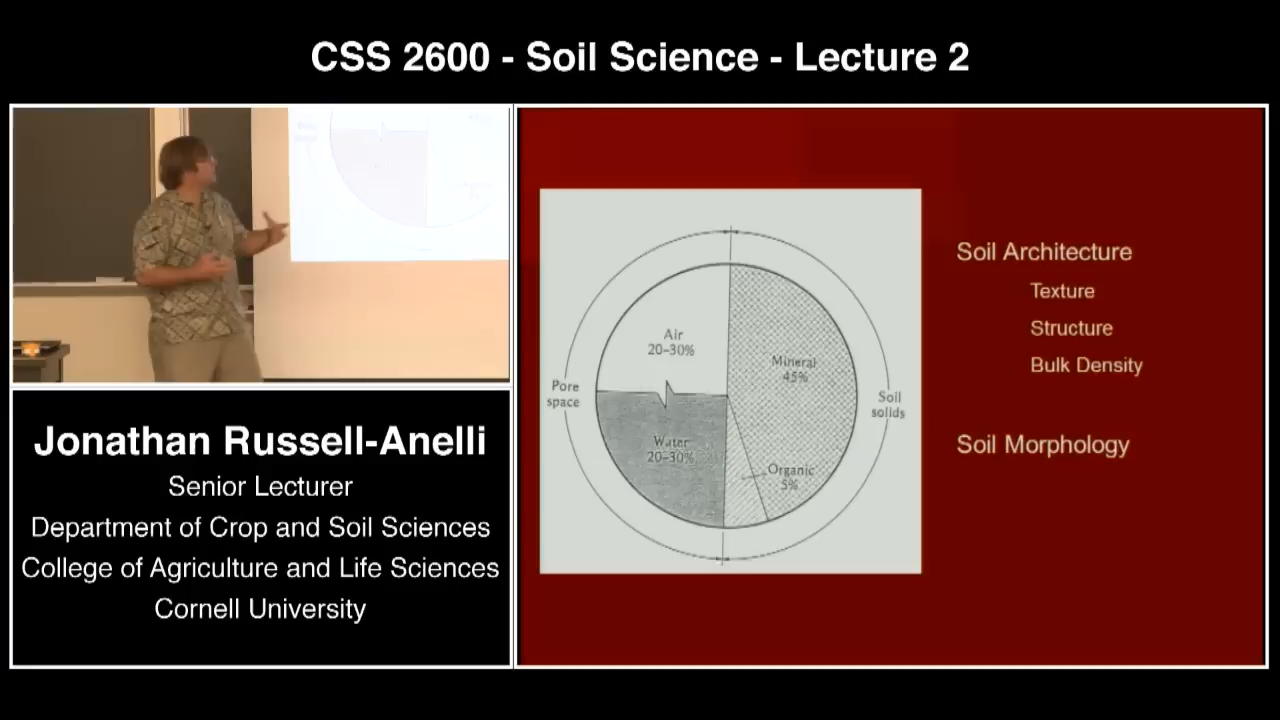 CSS 2600 - Soil Science - Lecture 2
Jonathan Russell-Anelli
Senior Lecturer
Department of Crop and Soil Sciences
College of Agriculture and Life Sciences
Cornell University
Air
20-30%
Mineral
45%
Pore
space
Soil
solids
Water
20-30%
Organic
5%
Soil Architecture
Texture
Structure
Bulk Density
Soil Morphology